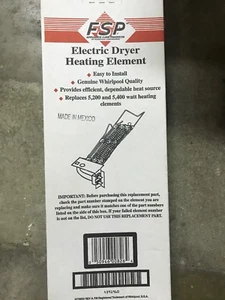 FSP
Electric Dryer
Heating Element
Easy to Install
Genuine Whirlpool Quality
Provides efficient, dependable heat source
Replaces 5,200 and 5,400 watt heating
elements
MADE IN MEXICO
IMPORTANT: Before purchasing this replacement part,
check the part number stamped on the element you are
replacing and make sure it matches one of the part numbers
listed on the side of this box. If your failed element number
is not on the list, DO NOT USE THIS REPLACEMENT PART.